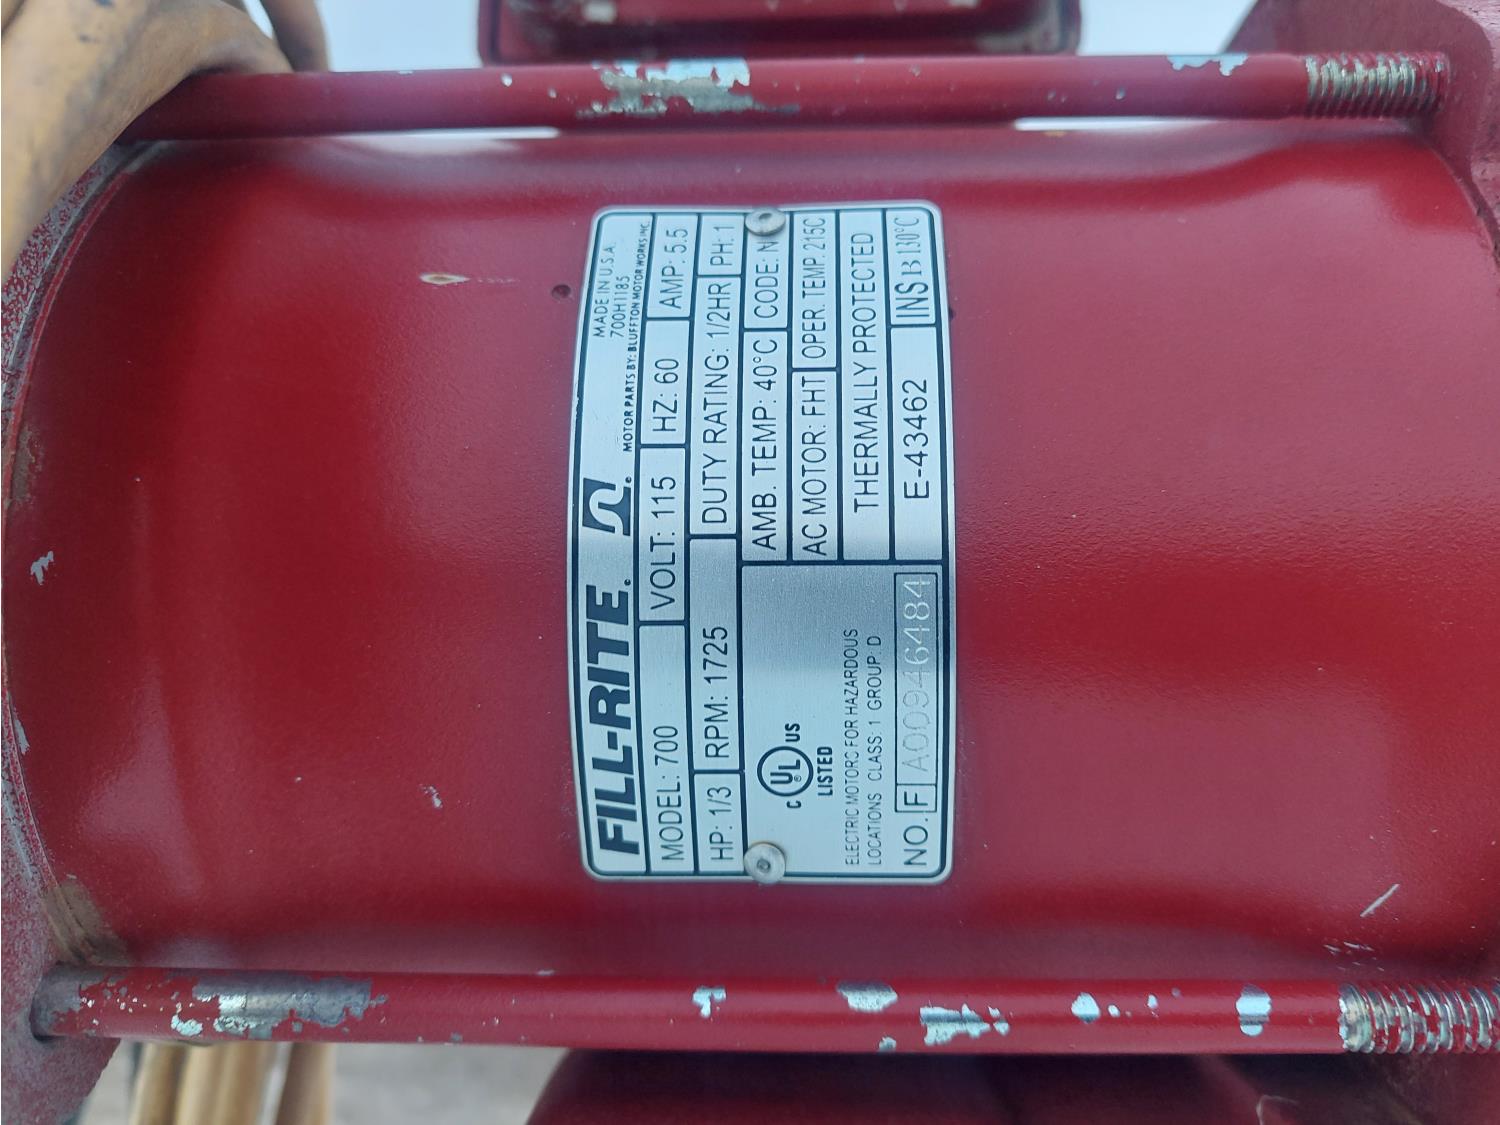 FILL-RITE
MADE IN U.S.A.
700H1185
MOTOR PARTS BY: BLUFFTON MOTOR WORKS INC.
MODEL: 700 VOLT: 115 HZ: 60 AMP: 5.5
HP: 1/3 RPM: 1725 DUTY RATING: 1/2HR PH: 1
AMB. TEMP: 40°C CODE: N
AC MOTOR: FHT OPER. TEMP. 215C
C UL® US
LISTED
THERMALLY PROTECTED
ELECTRIC MOTORC FOR HAZARDOUS
LOCATIONS CLASS: 1 GROUP: D
NO. F A00946484 E-43462 INS B 130°C